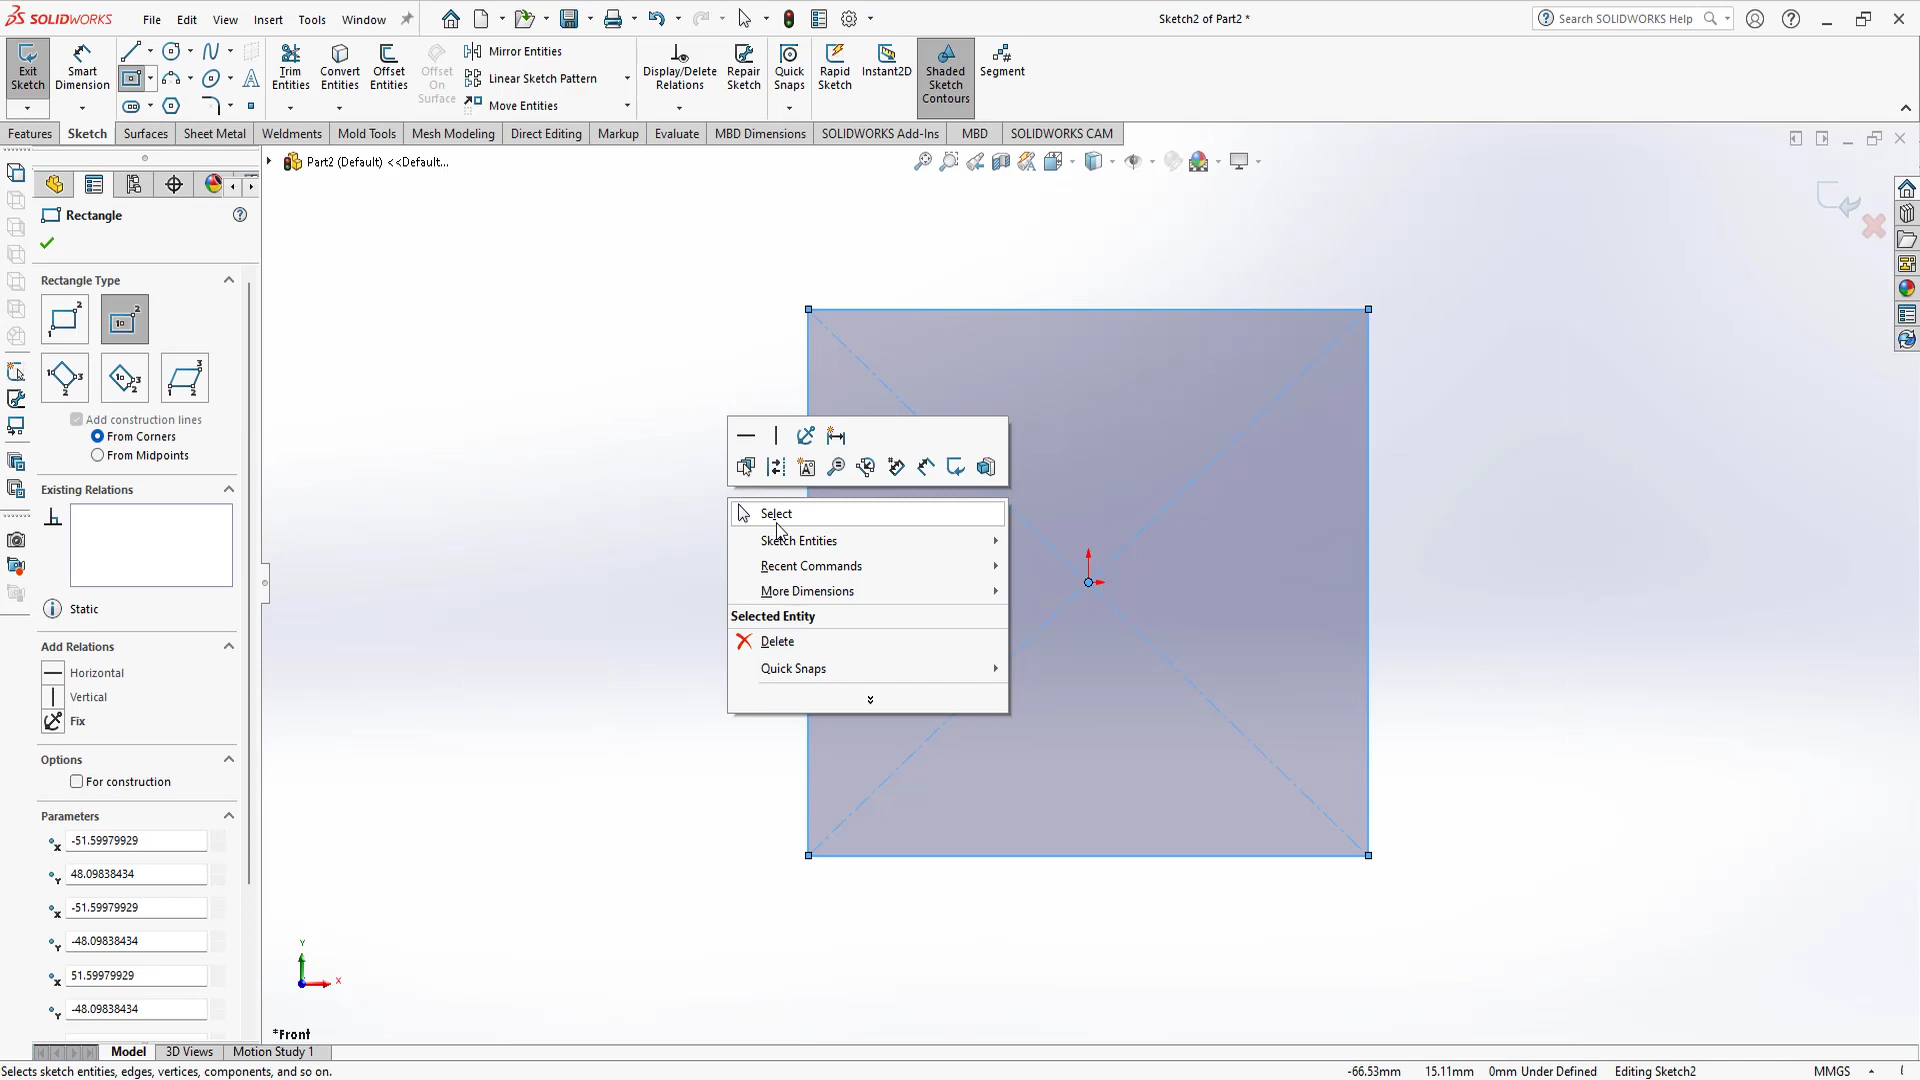 SOLIDWORKS File Edit View Insert Tools Window Sketch2 of Part2 * Search SOLIDWORKS Help
Exit Sketch
Smart Dimension
Trim Entities
Convert Entities
Offset Entities
Offset On Surface
Mirror Entities
Linear Sketch Pattern
Move Entities
Display/Delete Relations
Repair Sketch
Quick Snaps
Rapid Sketch
Instant2D
Shaded Sketch Contours
Segment
Features Sketch Surfaces Sheet Metal Weldments Mold Tools Mesh Modeling Direct Editing Markup Evaluate MBD Dimensions SOLIDWORKS Add-Ins MBD SOLIDWORKS CAM
Part2 (Default) <<Default...
Rectangle
Rectangle Type
Add construction lines
From Corners
From Midpoints
Existing Relations
Static
Add Relations
Horizontal
Vertical
Fix
Options
For construction
Parameters
-51.59979929
48.09838434
-51.59979929
-48.09838434
51.59979929
-48.09838434
Select
Sketch Entities
Recent Commands
More Dimensions
Selected Entity
Delete
Quick Snaps
Y
X
*Front
Model 3D Views Motion Study 1
Selects sketch entities, edges, vertices, components, and so on. -66.53mm 15.11mm 0mm Under Defined Editing Sketch2 MMGS